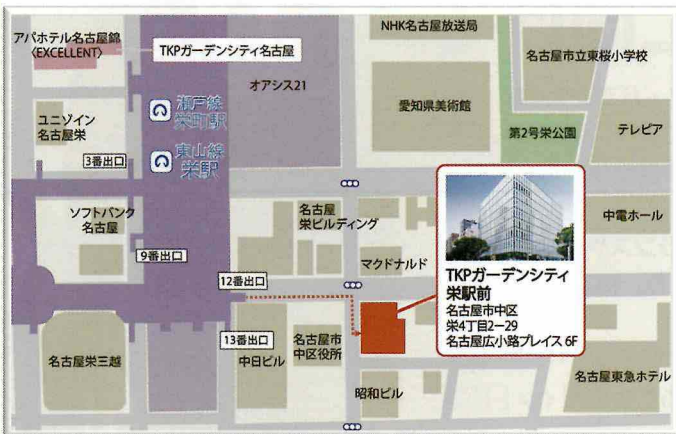 アパホテル名古屋錦
〈EXCELLENT〉
TKPガーデンシティ名古屋
NHK名古屋放送局
名古屋市立東桜小学校
オアシス21
瀬戸線
栄町駅
愛知県美術館
ユニゾイン
名古屋栄
第2号栄公園
テレピア
東山線
栄駅
3番出口
ソフトバンク
名古屋
名古屋
栄ビルディング
中電ホール
9番出口
マクドナルド
12番出口
TKPガーデンシティ
栄駅前
名古屋市中区
栄4丁目2−29
名古屋広小路プレイス 6F
13番出口
名古屋栄三越
中日ビル
名古屋市
中区役所
昭和ビル
名古屋東急ホテル